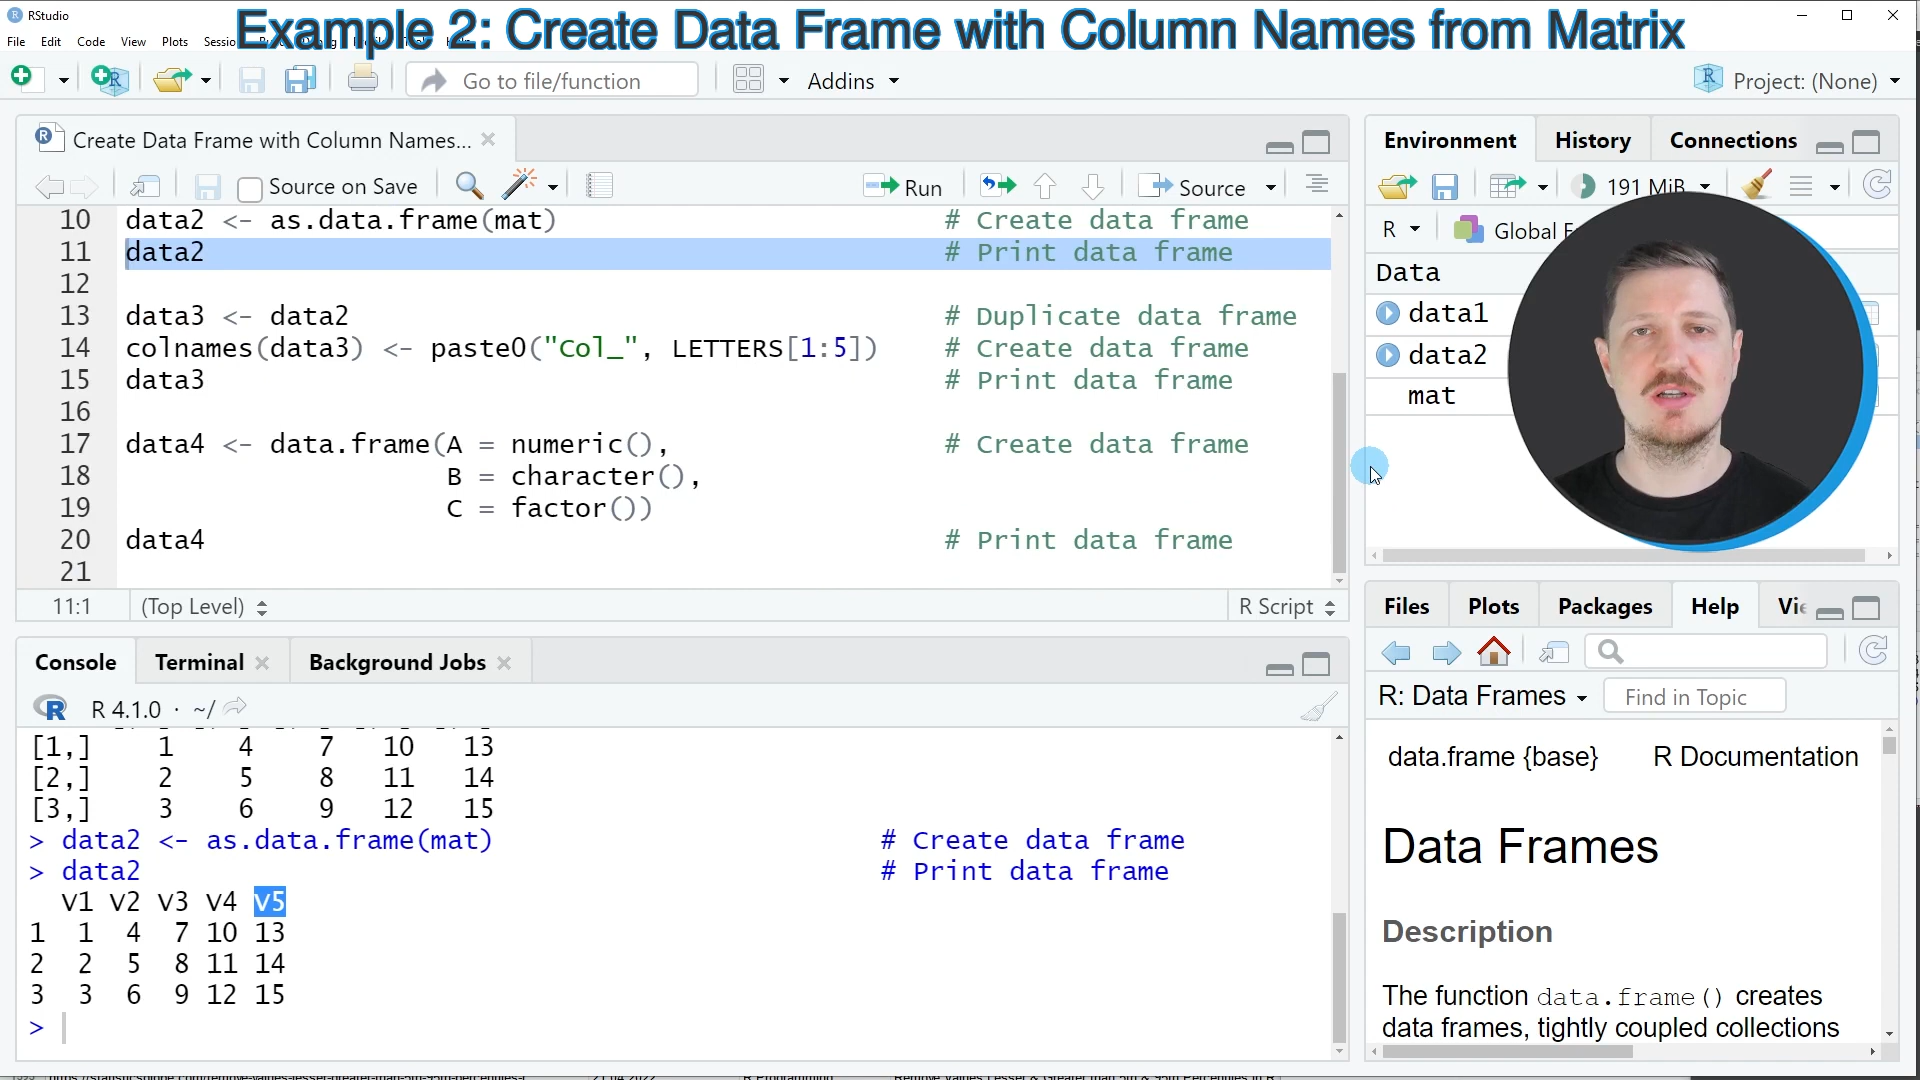 RStudio
Example 2: Create Data Frame with Column Names from Matrix
File Edit Code View Plots
Go to file/function
Addins
Project: (None)
Create Data Frame with Column Names...
Source on Save
Run
Source
10 data2 <- as.data.frame(mat) # Create data frame
11 data2 # Print data frame
12
13 data3 <- data2 # Duplicate data frame
14 colnames(data3) <- paste0("Col_", LETTERS[1:5]) # Create data frame
15 data3 # Print data frame
16
17 data4 <- data.frame(A = numeric(), # Create data frame
18 B = character(),
19 C = factor())
20 data4 # Print data frame
21
11:1 (Top Level) R Script
Console Terminal Background Jobs
R 4.1.0 · ~/
[1,] 1 4 7 10 13
[2,] 2 5 8 11 14
[3,] 3 6 9 12 15
> data2 <- as.data.frame(mat) # Create data frame
> data2 # Print data frame
V1 V2 V3 V4 V5
1 1 4 7 10 13
2 2 5 8 11 14
3 3 6 9 12 15
>
Environment History Connections
191 MiB
R Global
Data
data1
data2
mat
Files Plots Packages Help
R: Data Frames Find in Topic
data.frame {base} R Documentation
Data Frames
Description
The function data.frame() creates
data frames, tightly coupled collections